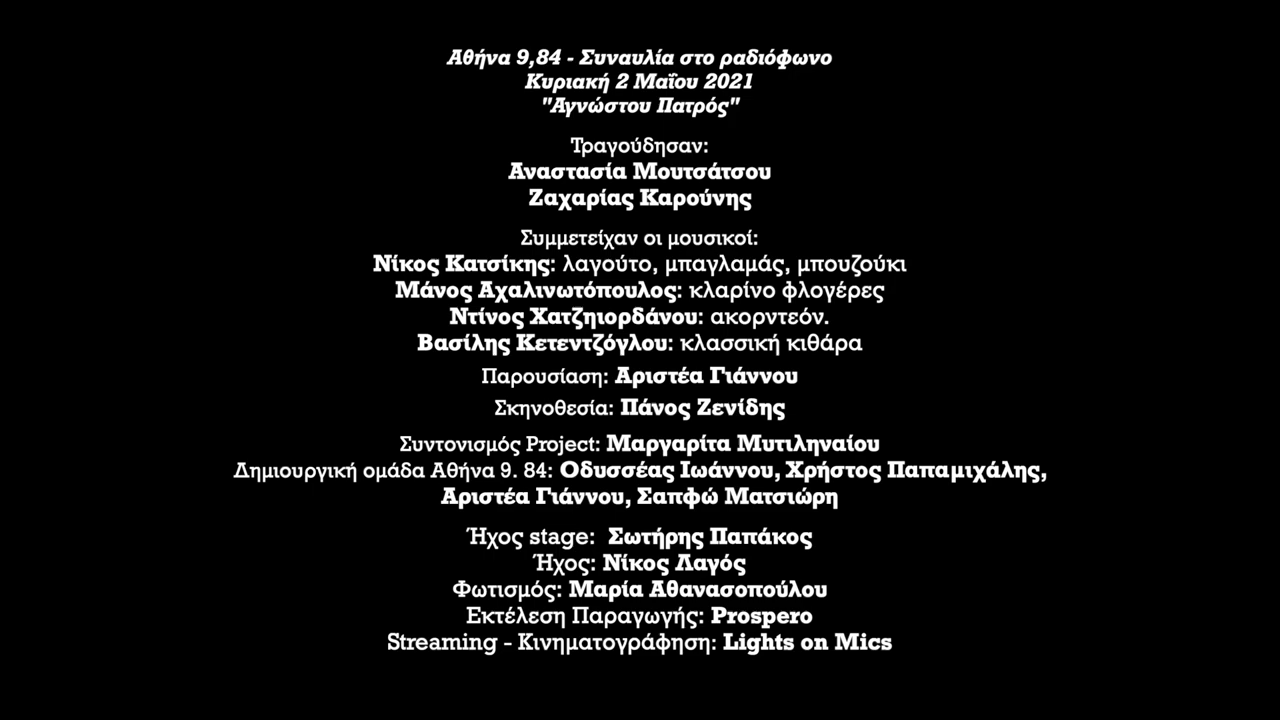 Αθήνα 9,84 - Συναυλία στο ραδιόφωνο
Κυριακή 2 Μαΐου 2021
"Αγνώστου Πατρός"
Τραγούδησαν:
Αναστασία Μουτσάτσου
Ζαχαρίας Καρούνης
Συμμετείχαν οι μουσικοί:
Νίκος Κατσίκης: λαγούτο, μπαγλαμάς, μπουζούκι
Μάνος Αχαλινωτόπουλος: κλαρίνο φλογέρες
Ντίνος Χατζηιορδάνου: ακορντεόν.
Βασίλης Κετεντζόγλου: κλασσική κιθάρα
Παρουσίαση: Αριστέα Γιάννου
Σκηνοθεσία: Πάνος Ζενίδης
Συντονισμός Project: Μαργαρίτα Μυτιληναίου
Δημιουργική ομάδα Αθήνα 9. 84: Οδυσσέας Ιωάννου, Χρήστος Παπαμιχάλης,
Αριστέα Γιάννου, Σαπφώ Ματσιώρη
Ήχος stage: Σωτήρης Παπάκος
Ήχος: Νίκος Λαγός
Φωτισμός: Μαρία Αθανασοπούλου
Εκτέλεση Παραγωγής: Prospero
Streaming - Κινηματογράφηση: Lights on Mics